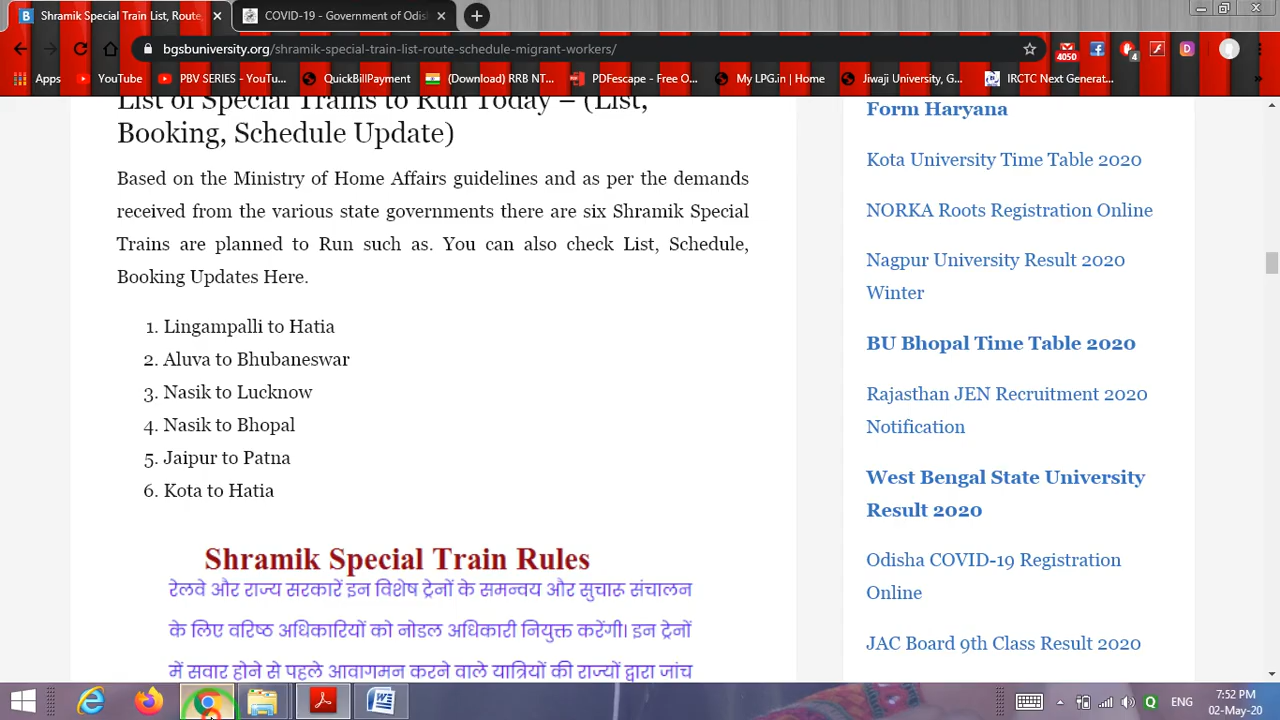 Shramik Special Train List, Route,
COVID-19 - Government of Odish
bgsbuniversity.org/shramik-special-train-list-route-schedule-migrant-workers/
4050
4
Apps
YouTube
PBV SERIES - YouTu...
QuickBillPayment
(Download) RRB NT...
PDFescape - Free O...
My LPG.in | Home
Jiwaji University, G...
IRCTC Next Generat...
List of Special Trains to Run Today – (List,
Booking, Schedule Update)
Based on the Ministry of Home Affairs guidelines and as per the demands
received from the various state governments there are six Shramik Special
Trains are planned to Run such as. You can also check List, Schedule,
Booking Updates Here.
1. Lingampalli to Hatia
2. Aluva to Bhubaneswar
3. Nasik to Lucknow
4. Nasik to Bhopal
5. Jaipur to Patna
6. Kota to Hatia
Shramik Special Train Rules
रेलवे और राज्य सरकारें इन विशेष ट्रेनों के समन्वय और सुचारू संचालन
के लिए वरिष्ठ अधिकारियों को नोडल अधिकारी नियुक्त करेंगी। इन ट्रेनों
में सवार होने से पहले आवागमन करने वाले यात्रियों की राज्यों द्वारा जांच
Form Haryana
Kota University Time Table 2020
NORKA Roots Registration Online
Nagpur University Result 2020
Winter
BU Bhopal Time Table 2020
Rajasthan JEN Recruitment 2020
Notification
West Bengal State University
Result 2020
Odisha COVID-19 Registration
Online
JAC Board 9th Class Result 2020
ENG
7:52 PM
02-May-20